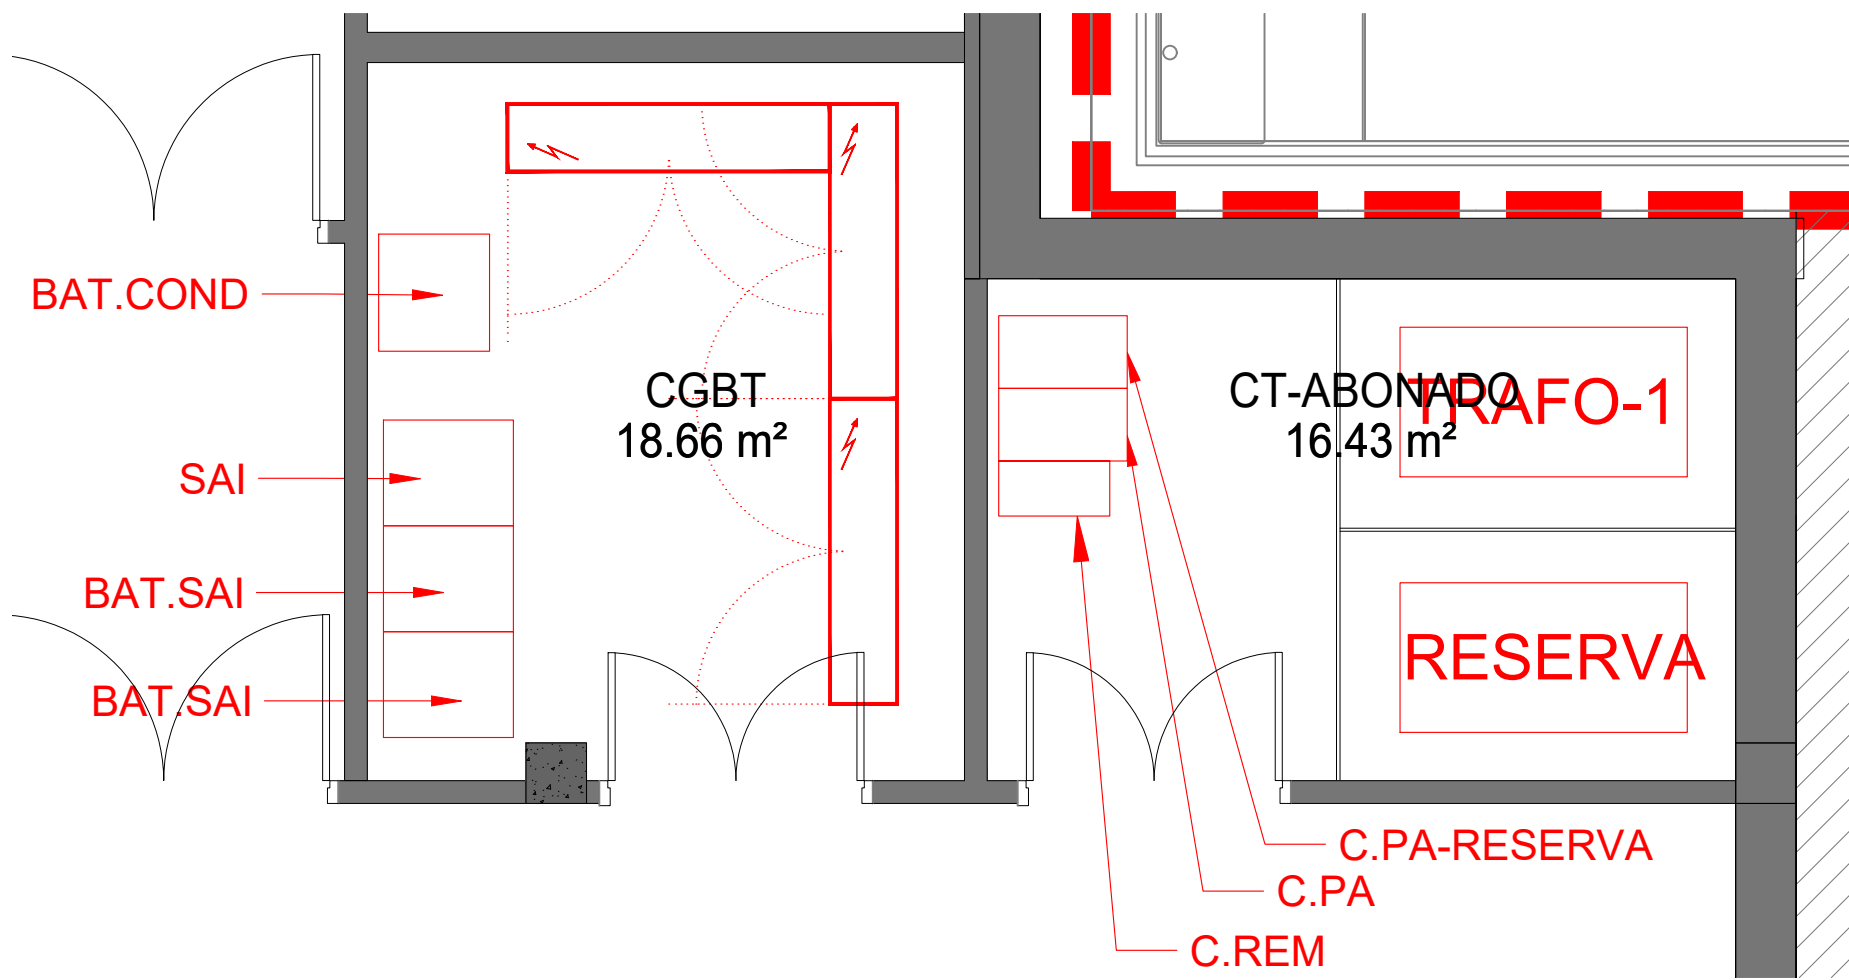 BAT.COND
CGBT
18.66 m²
CT-ABONADO
16.43 m²
TRAFO-1
SAI
BAT.SAI
RESERVA
BAT.SAI
C.PA-RESERVA
C.PA
C.REM